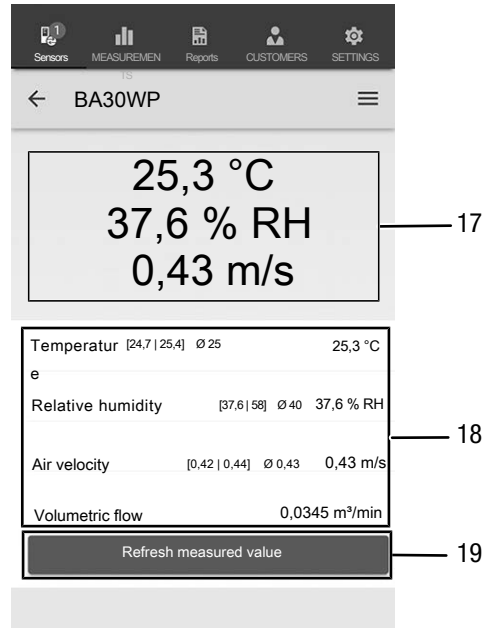 1
Sensors MEASUREMEN Reports CUSTOMERS SETTINGS
TS
BA30WP
25,3 °C
37,6 % RH
0,43 m/s
17
Temperatur [24,7 | 25,4] Ø 25 25,3 °C
e
Relative humidity [37,6 | 58] Ø 40 37,6 % RH
18
Air velocity [0,42 | 0,44] Ø 0,43 0,43 m/s
Volumetric flow 0,0345 m³/min
Refresh measured value 19